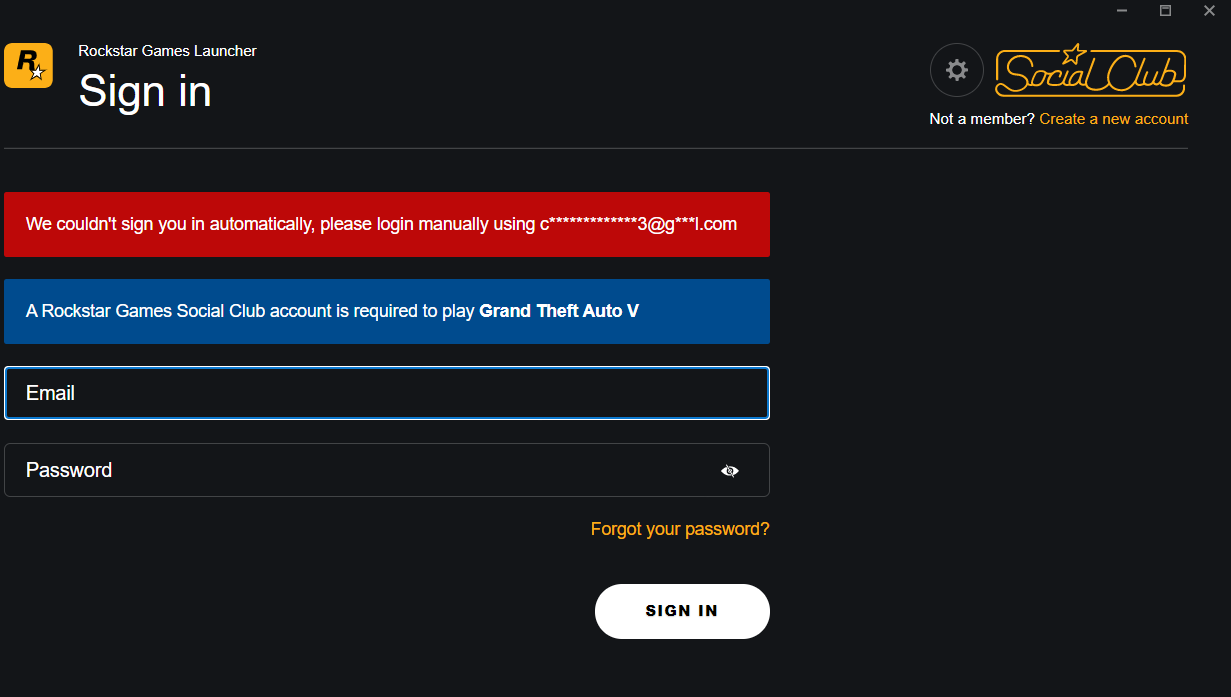 Rockstar Games Launcher
Sign in
Social Club
Not a member? Create a new account
We couldn't sign you in automatically, please login manually using c*************3@g***l.com
A Rockstar Games Social Club account is required to play Grand Theft Auto V
Email
Password
Forgot your password?
SIGN IN